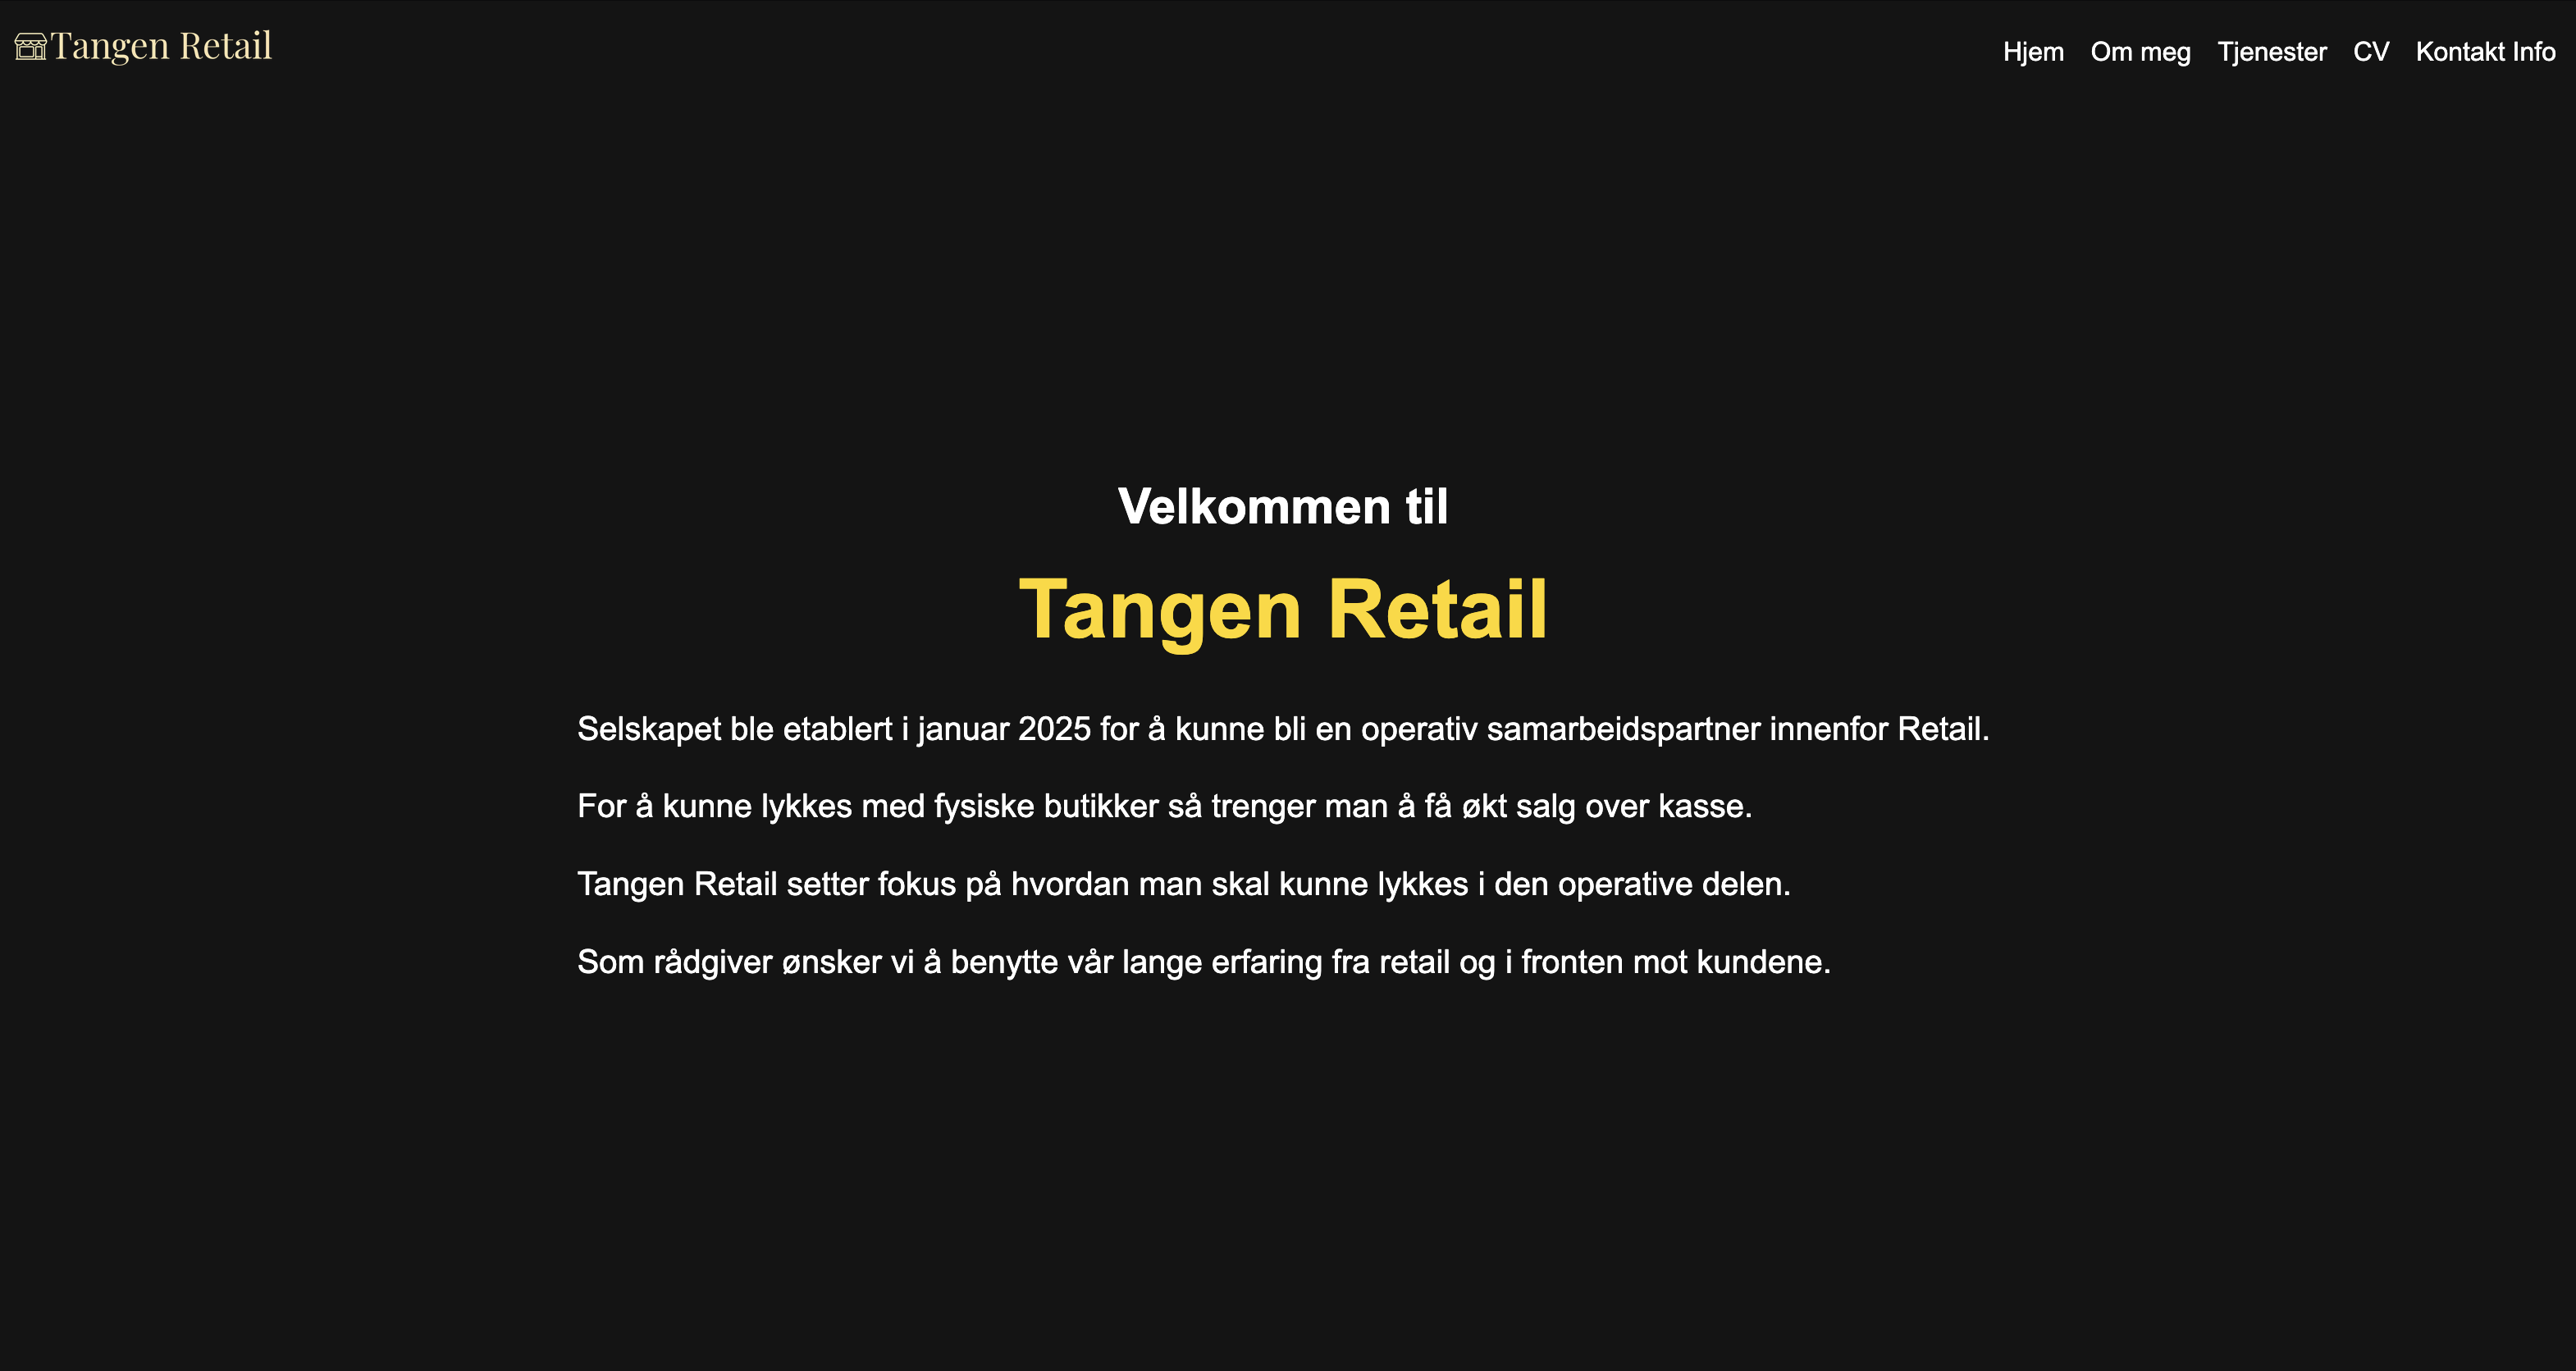 Tangen Retail
Hjem Om meg Tjenester CV Kontakt Info
Velkommen til
Tangen Retail
Selskapet ble etablert i januar 2025 for å kunne bli en operativ samarbeidspartner innenfor Retail.
For å kunne lykkes med fysiske butikker så trenger man å få økt salg over kasse.
Tangen Retail setter fokus på hvordan man skal kunne lykkes i den operative delen.
Som rådgiver ønsker vi å benytte vår lange erfaring fra retail og i fronten mot kundene.